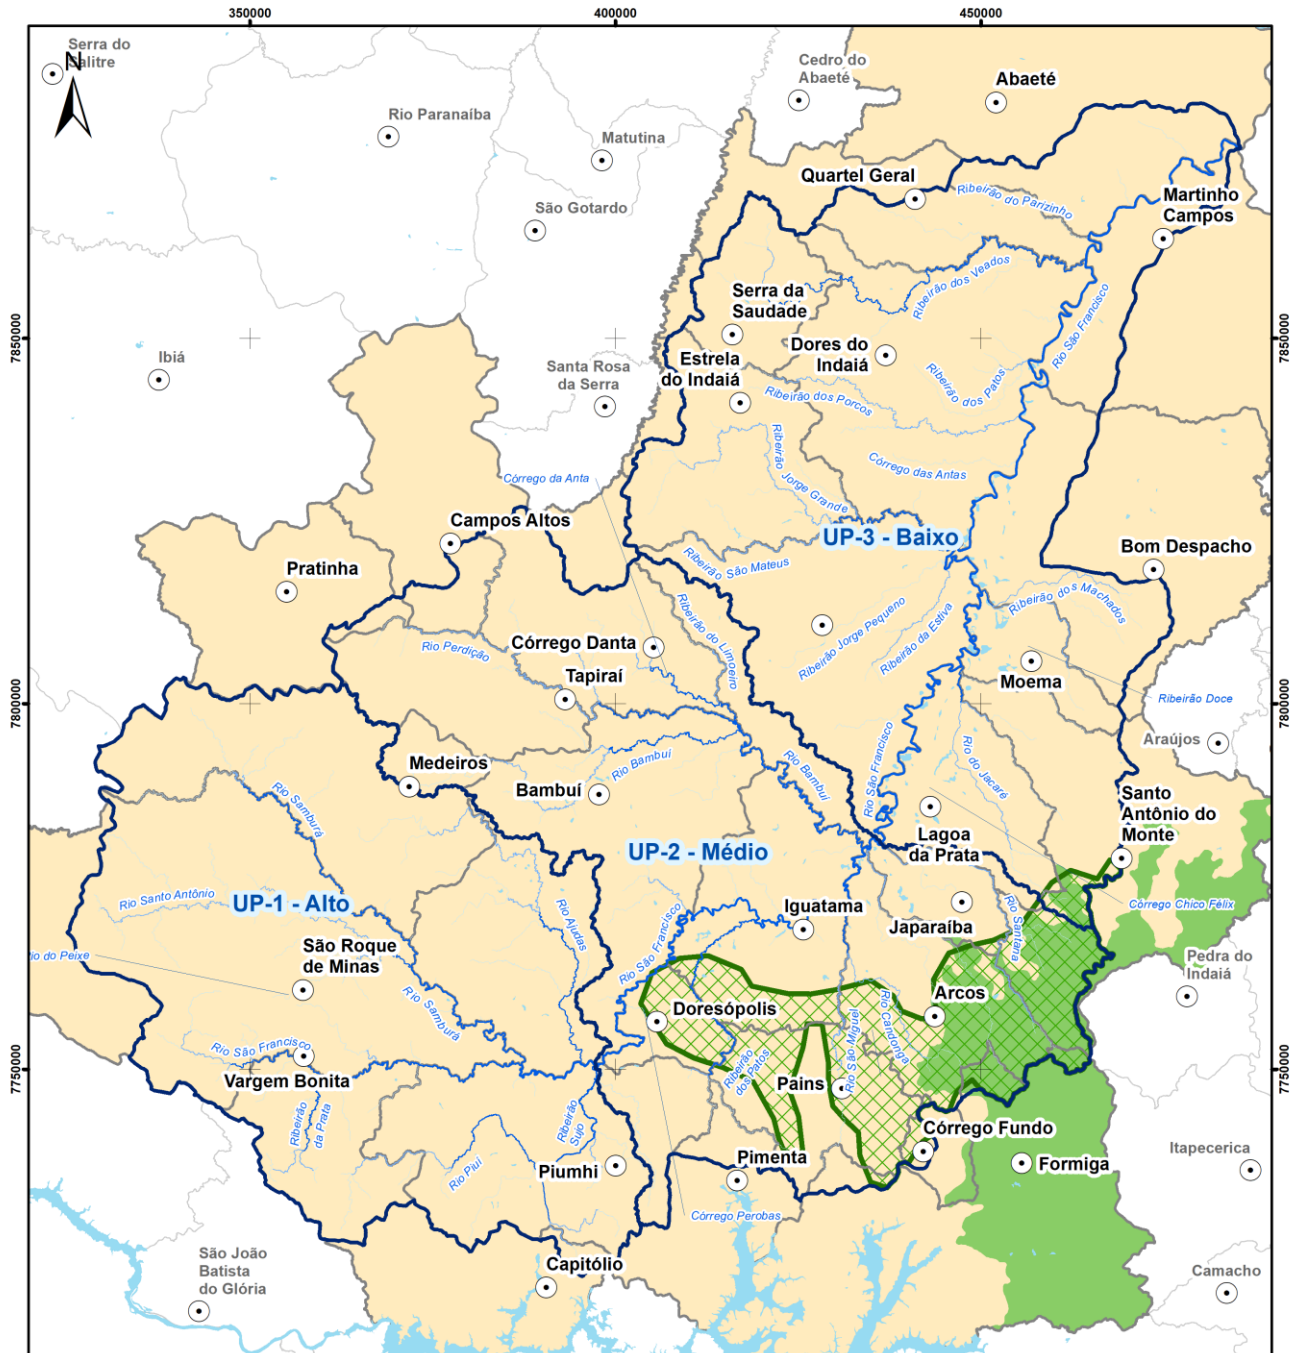 350000
400000
450000
Serra do
Salitre
N
Rio Paranaíba
Matutina
São Gotardo
Cedro do
Abaeté
Abaeté
Quartel Geral
Ribeirão do Parizinho
Martinho
Campos
Ribeirão dos Veados
Serra da
Saudade
Rio São Francisco
7850000
7850000
Dores do
Indaiá
Ibiá
Santa Rosa
da Serra
Estrela
do Indaiá
Ribeirão dos Patos
Ribeirão dos Porcos
Córrego da Anta
Ribeirão Jorge Grande
Córrego das Antas
Campos Altos
UP-3 - Baixo
Bom Despacho
Pratinha
Ribeirão São Mateus
Ribeirão dos Machados
Ribeirão do Limoeiro
Ribeirão Jorge Pequeno
Ribeirão da Estiva
Córrego Danta
Rio Perdição
Tapiraí
Moema
Ribeirão Doce
7800000
7800000
Araújos
Medeiros
Rio Bambuí
Rio Bambuí
Rio São Francisco
Rio do Jacaré
Bambuí
Rio Samburá
Lagoa
da Prata
Santo
Antônio do
Monte
UP-2 - Médio
Rio Santo Antônio
UP-1 - Alto
Rio Ajudas
Iguatama
Japaraíba
Rio Santana
Córrego Chico Félix
Rio São Francisco
São Roque
de Minas
io do Peixe
Pedra do
Indaiá
Rio Samburá
Doresópolis
Arcos
Rio Candonga
Rio São Miguel
Rio São Francisco
7750000
7750000
Vargem Bonita
Ribeirão
dos Patos
Pains
Ribeirão
da Prata
Ribeirão
Sujo
Córrego Fundo
Rio Piuí
Piumhi
Pimenta
Formiga
Itapecerica
Córrego Perobas
São João
Batista
do Glória
Capitólio
Camacho